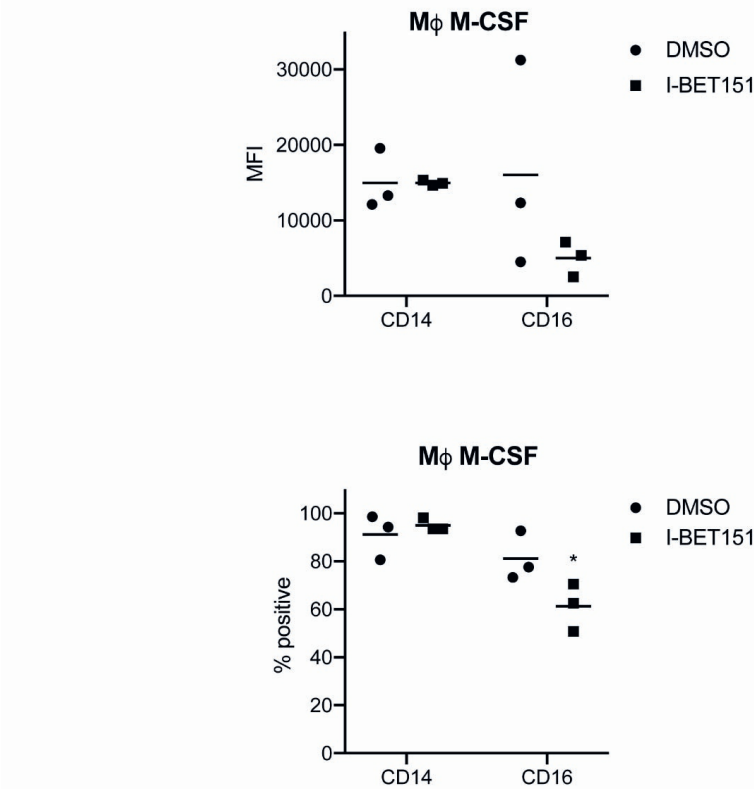 Mϕ M-CSF
DMSO
I-BET151
MFI
30000
20000
10000
0
CD14 CD16
Mϕ M-CSF
DMSO
I-BET151
% positive
100
80
60
40
20
0
*
CD14 CD16